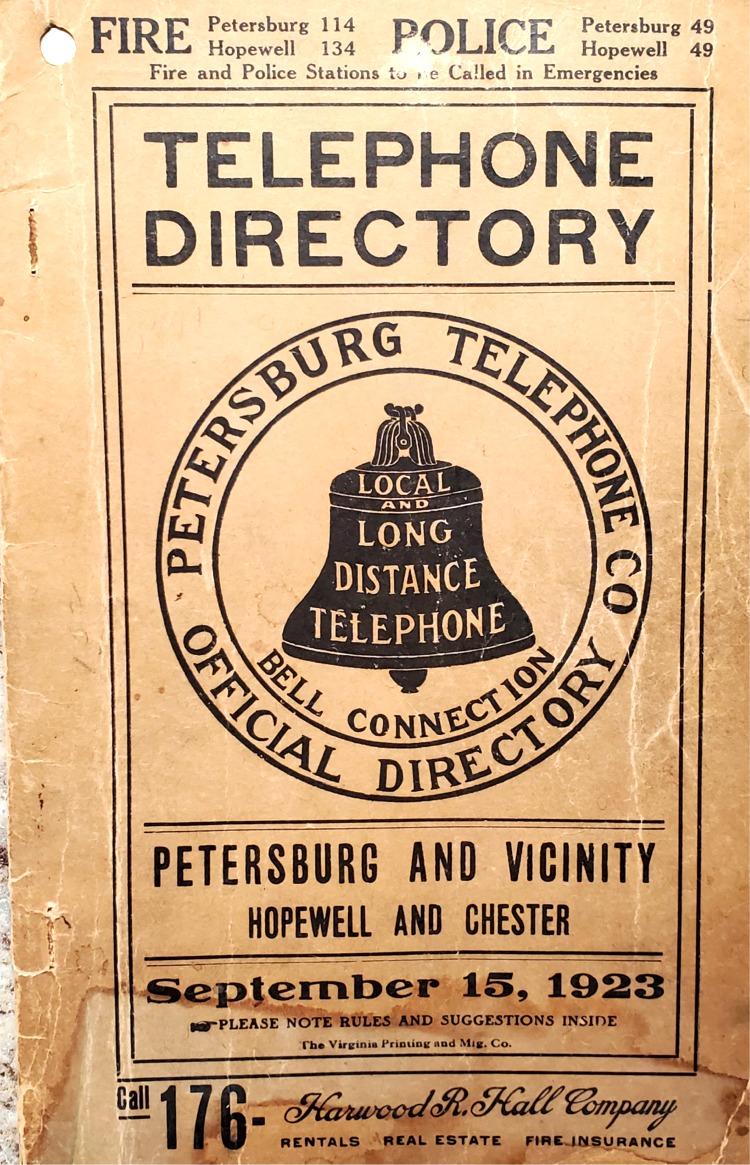 FIRE Petersburg 114 POLICE Petersburg 49
Hopewell 134 Hopewell 49
Fire and Police Stations to be Called in Emergencies
TELEPHONE
DIRECTORY
PETERSBURG TELEPHONE CO
LOCAL
AND
LONG
DISTANCE
TELEPHONE
BELL CONNECTION
OFFICIAL DIRECTORY
PETERSBURG AND VICINITY
HOPEWELL AND CHESTER
September 15, 1923
☛PLEASE NOTE RULES AND SUGGESTIONS INSIDE
The Virginia Printing and Mfg. Co.
Call 176- Harwood R. Hall Company
RENTALS REAL ESTATE FIRE INSURANCE